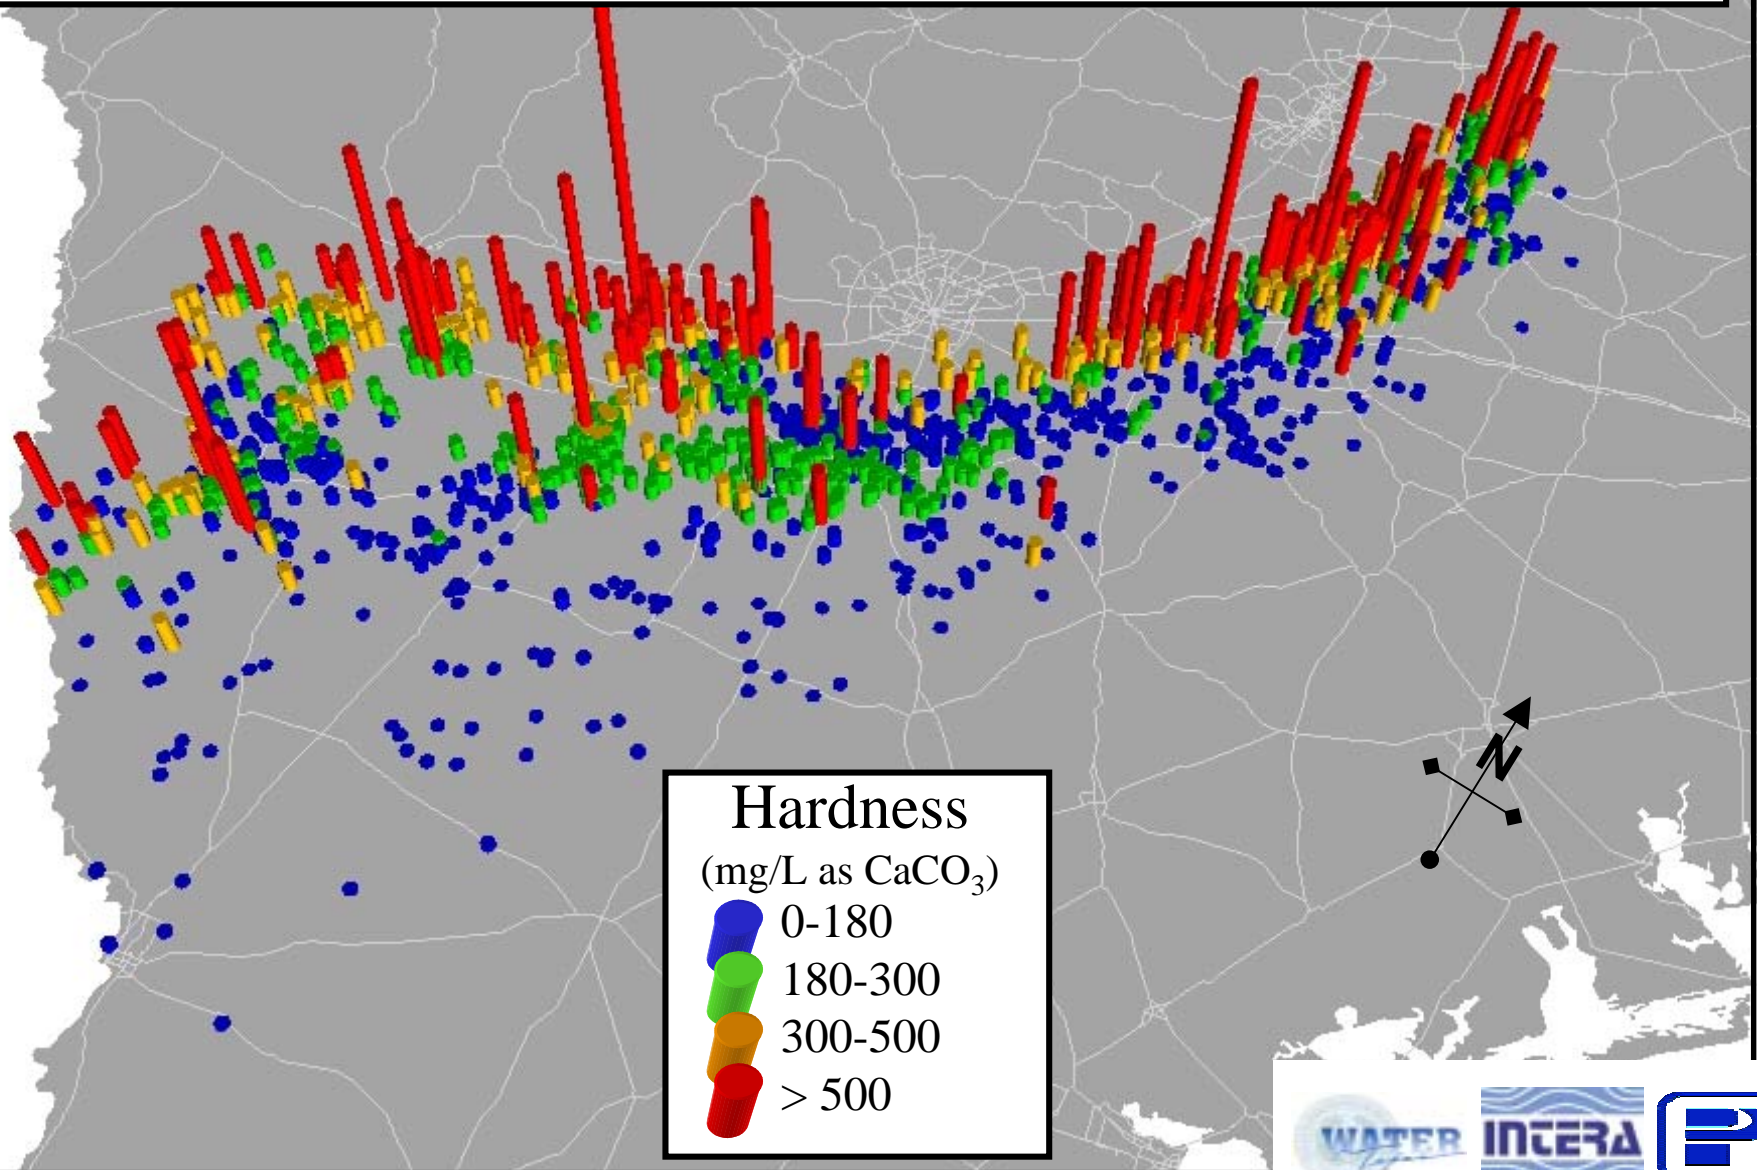 N
Hardness
(mg/L as CaCO₃)
0-180
180-300
300-500
> 500
WATER INTERA